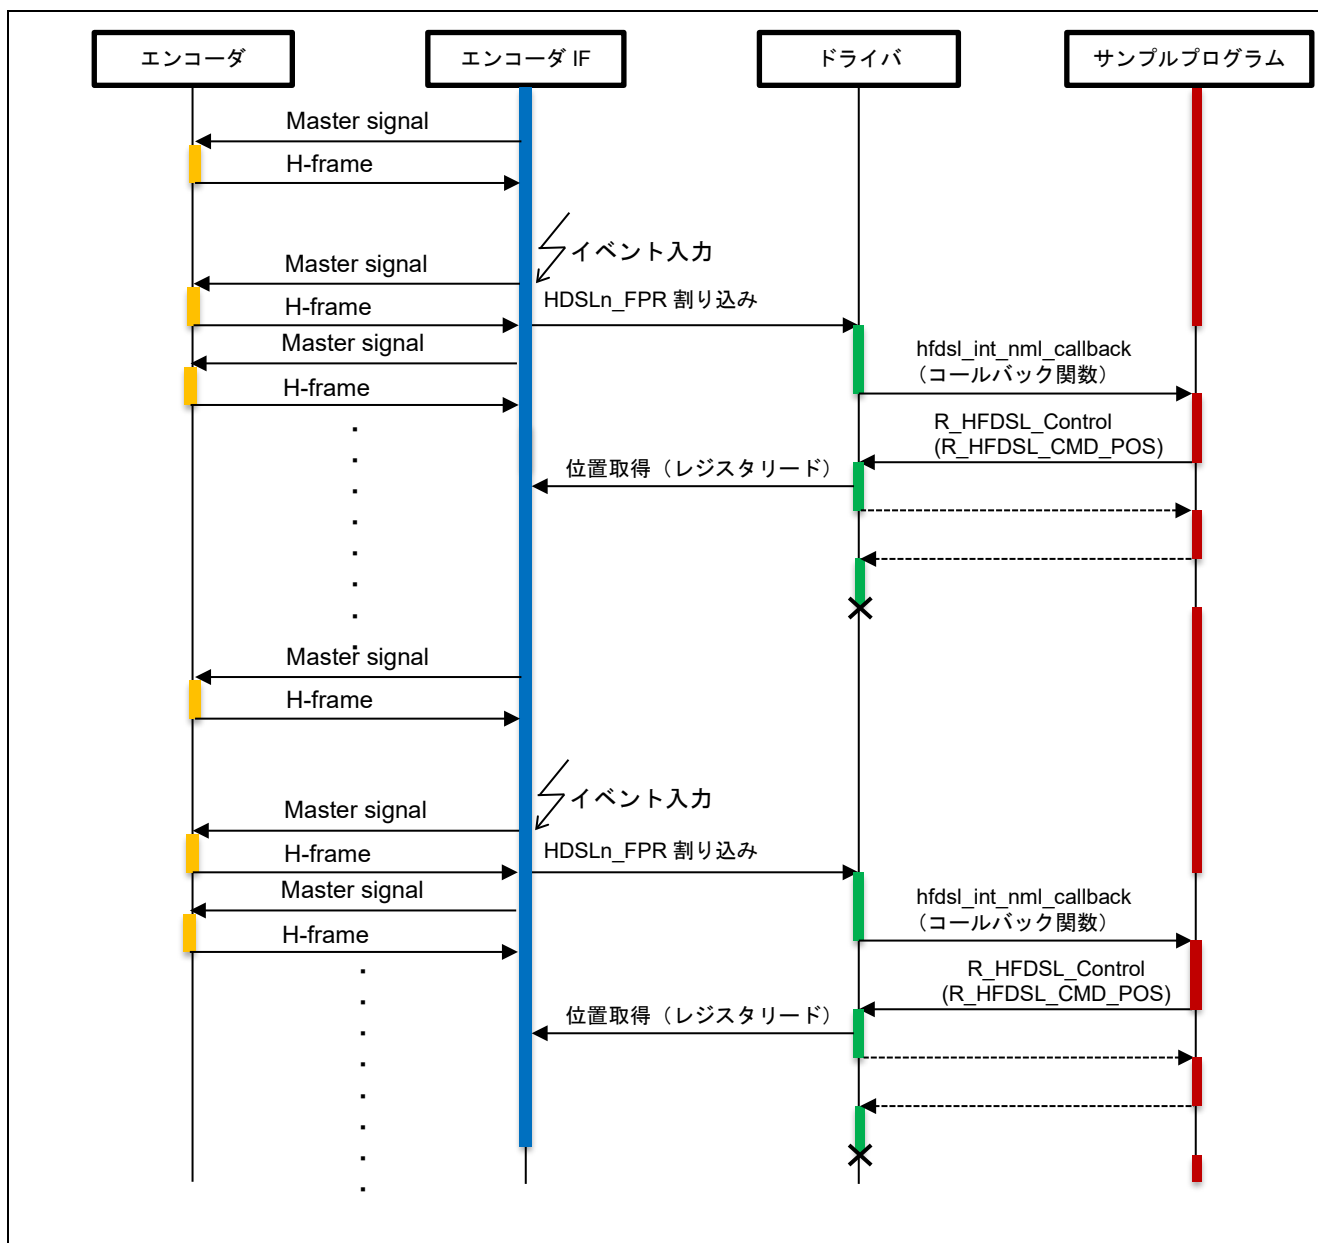 エンコーダ
エンコーダ IF
ドライバ
サンプルプログラム
Master signal
H-frame
イベント入力
Master signal
HDSLn_FPR 割り込み
H-frame
Master signal
hfdsl_int_nml_callback
（コールバック関数）
H-frame
R_HFDSL_Control
(R_HFDSL_CMD_POS)
位置取得（レジスタリード）
Master signal
H-frame
イベント入力
Master signal
HDSLn_FPR 割り込み
H-frame
Master signal
hfdsl_int_nml_callback
（コールバック関数）
H-frame
R_HFDSL_Control
(R_HFDSL_CMD_POS)
位置取得（レジスタリード）